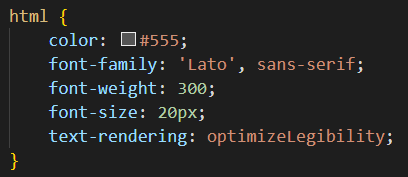 html {
    color: #555;
    font-family: 'Lato', sans-serif;
    font-weight: 300;
    font-size: 20px;
    text-rendering: optimizeLegibility;
}